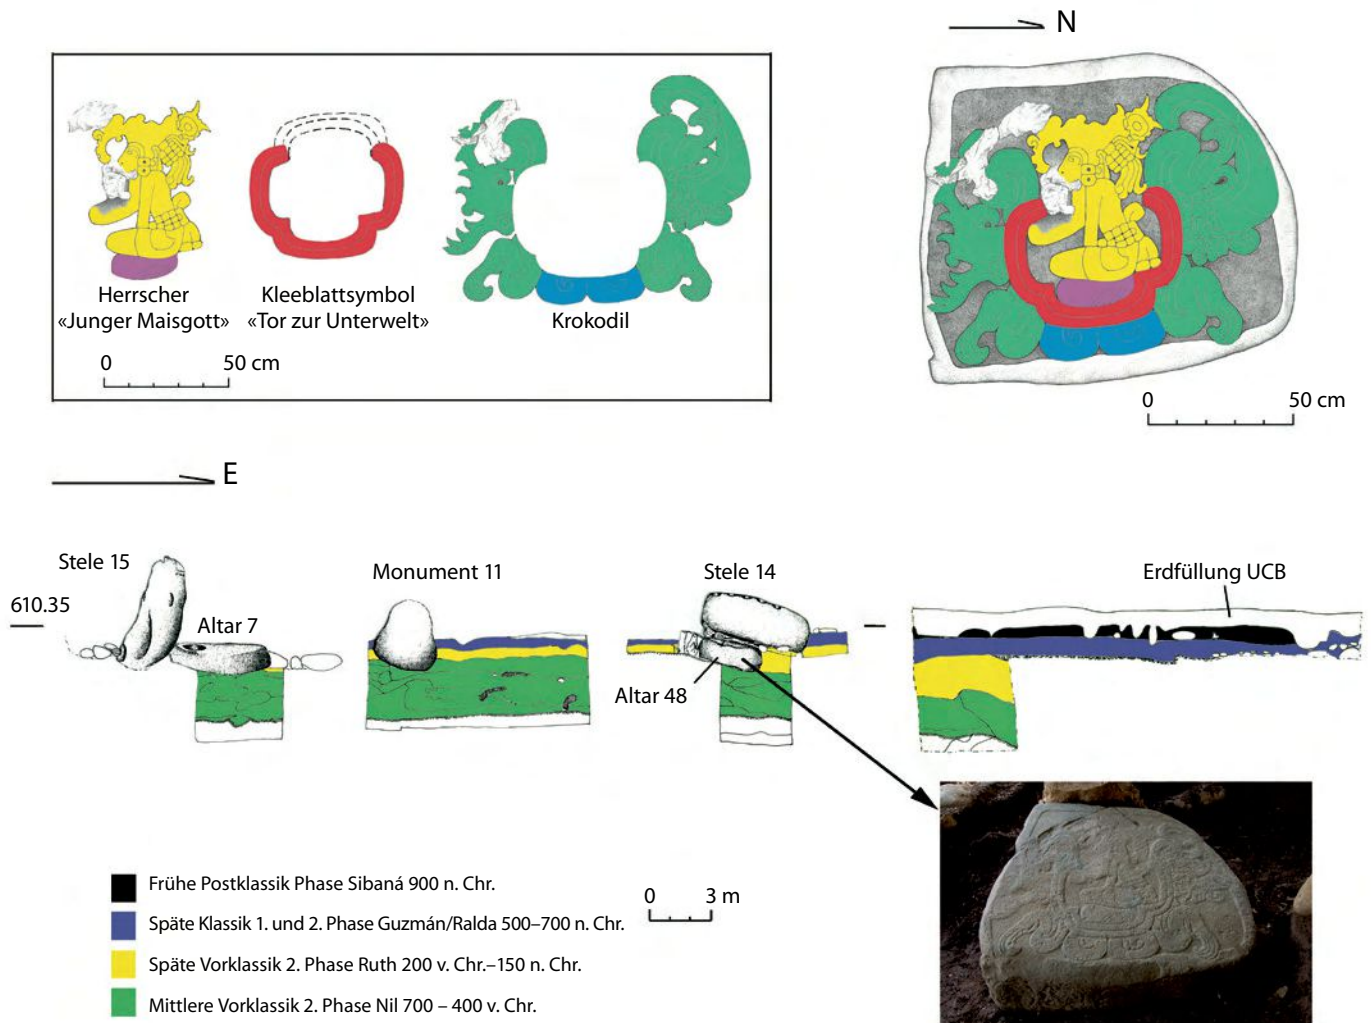 N
Herrscher
«Junger Maisgott»
Kleeblattsymbol
«Tor zur Unterwelt»
Krokodil
0 50 cm
0 50 cm
E
Stele 15
610.35
Altar 7
Monument 11
Stele 14
Altar 48
Erdfüllung UCB
Frühe Postklassik Phase Sibaná 900 n. Chr.
Späte Klassik 1. und 2. Phase Guzmán/Ralda 500–700 n. Chr.
Späte Vorklassik 2. Phase Ruth 200 v. Chr.–150 n. Chr.
Mittlere Vorklassik 2. Phase Nil 700 – 400 v. Chr.
0 3 m